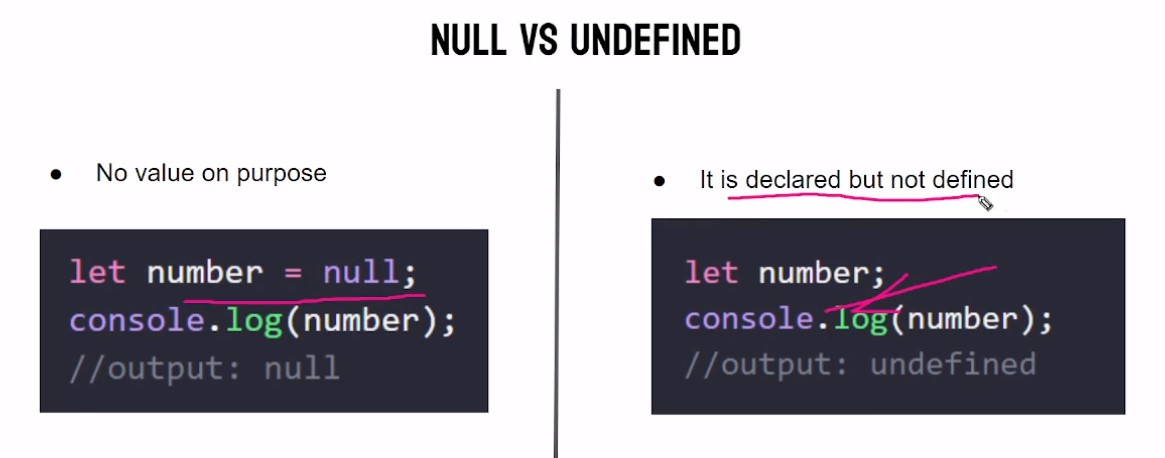 NULL VS UNDEFINED
• No value on purpose
let number = null;
console.log(number);
//output: null
• It is declared but not defined
let number;
console.log(number);
//output: undefined